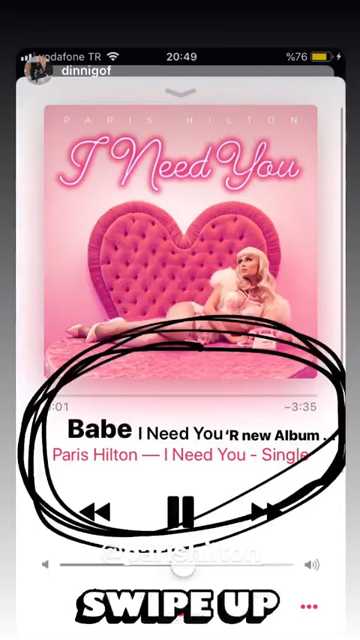 vodafone TR 20:49 %76
dinnigof
PARIS HILTON
I Need You
0:01 −3:35
Babe I Need You 'R new Album ...
Paris Hilton — I Need You - Single
@parishilton
SWIPE UP